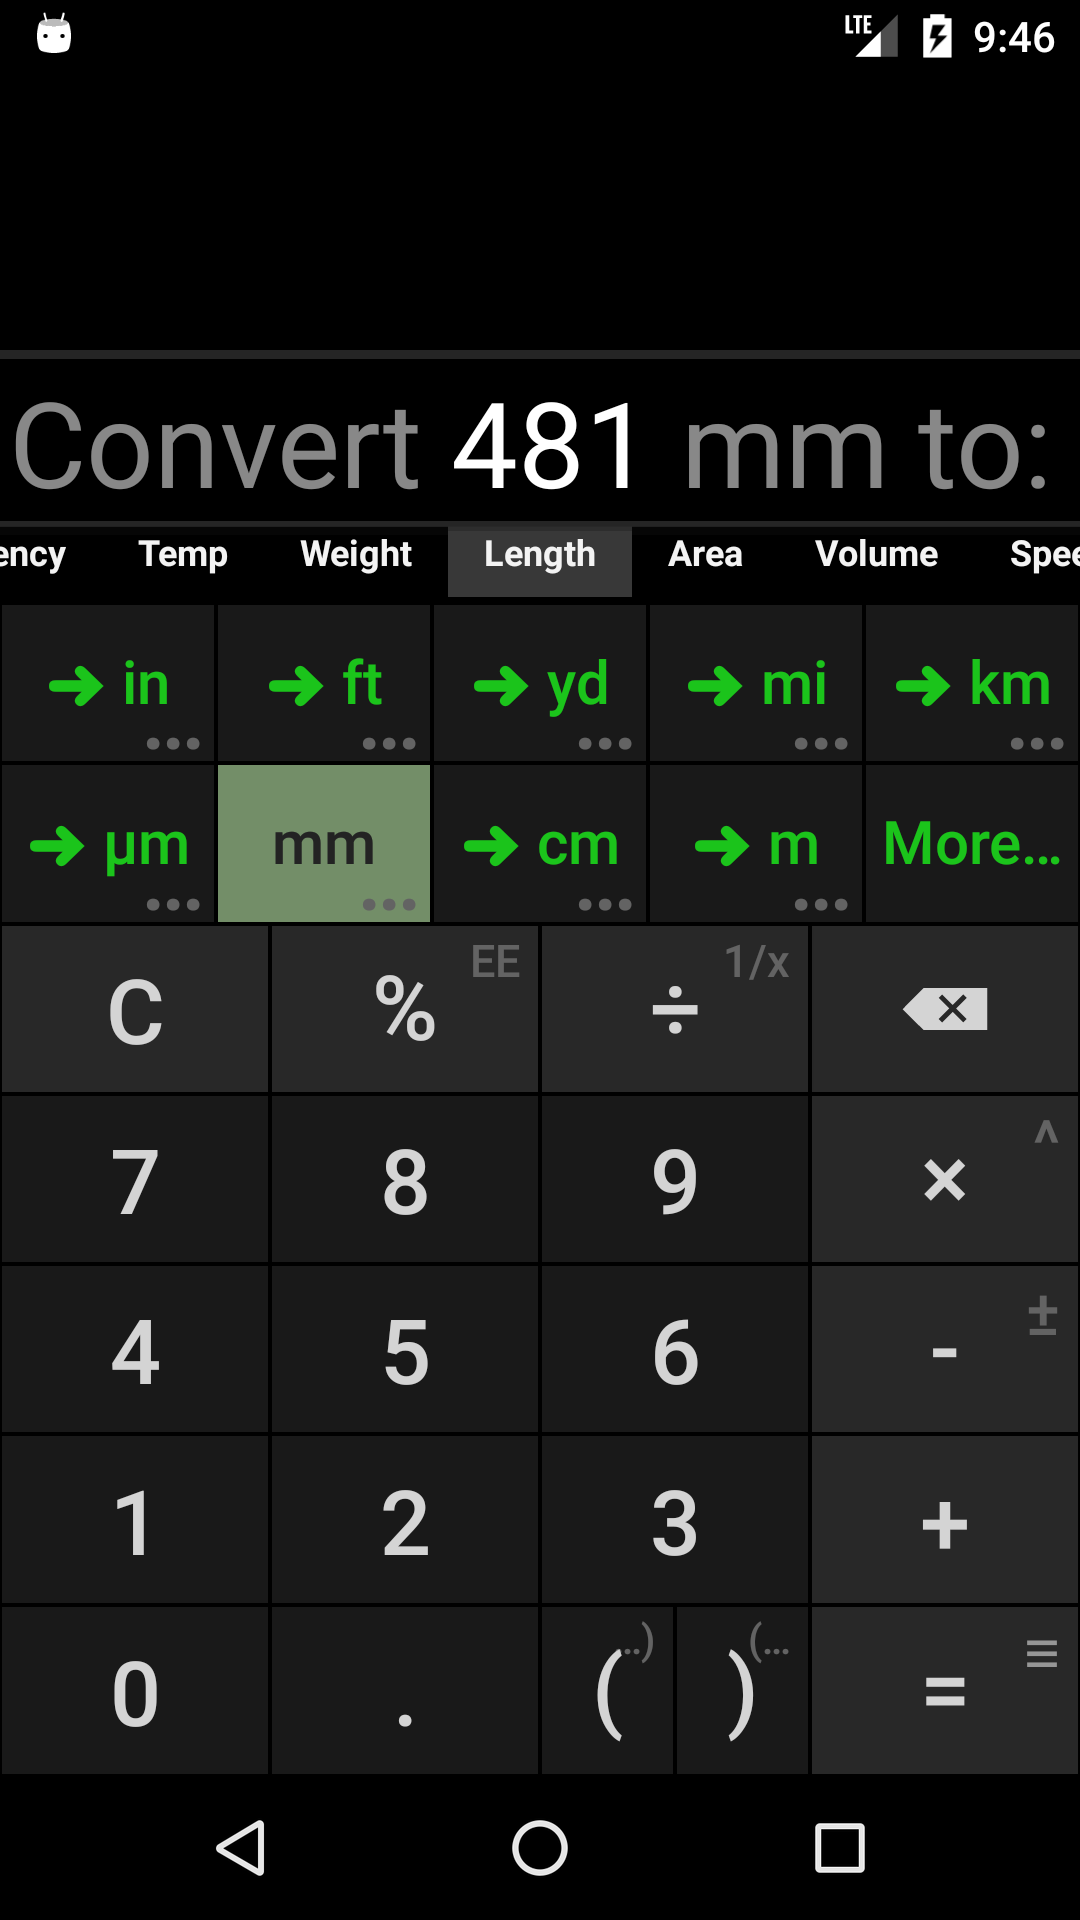 LTE 9:46
Convert 481 mm to:
ency Temp Weight Length Area Volume Spee
in ft yd mi km
µm mm cm m More...
C % EE ÷ 1/x
7 8 9 × ^
4 5 6 - ±
1 2 3 +
0 . ( ..) ) (... =